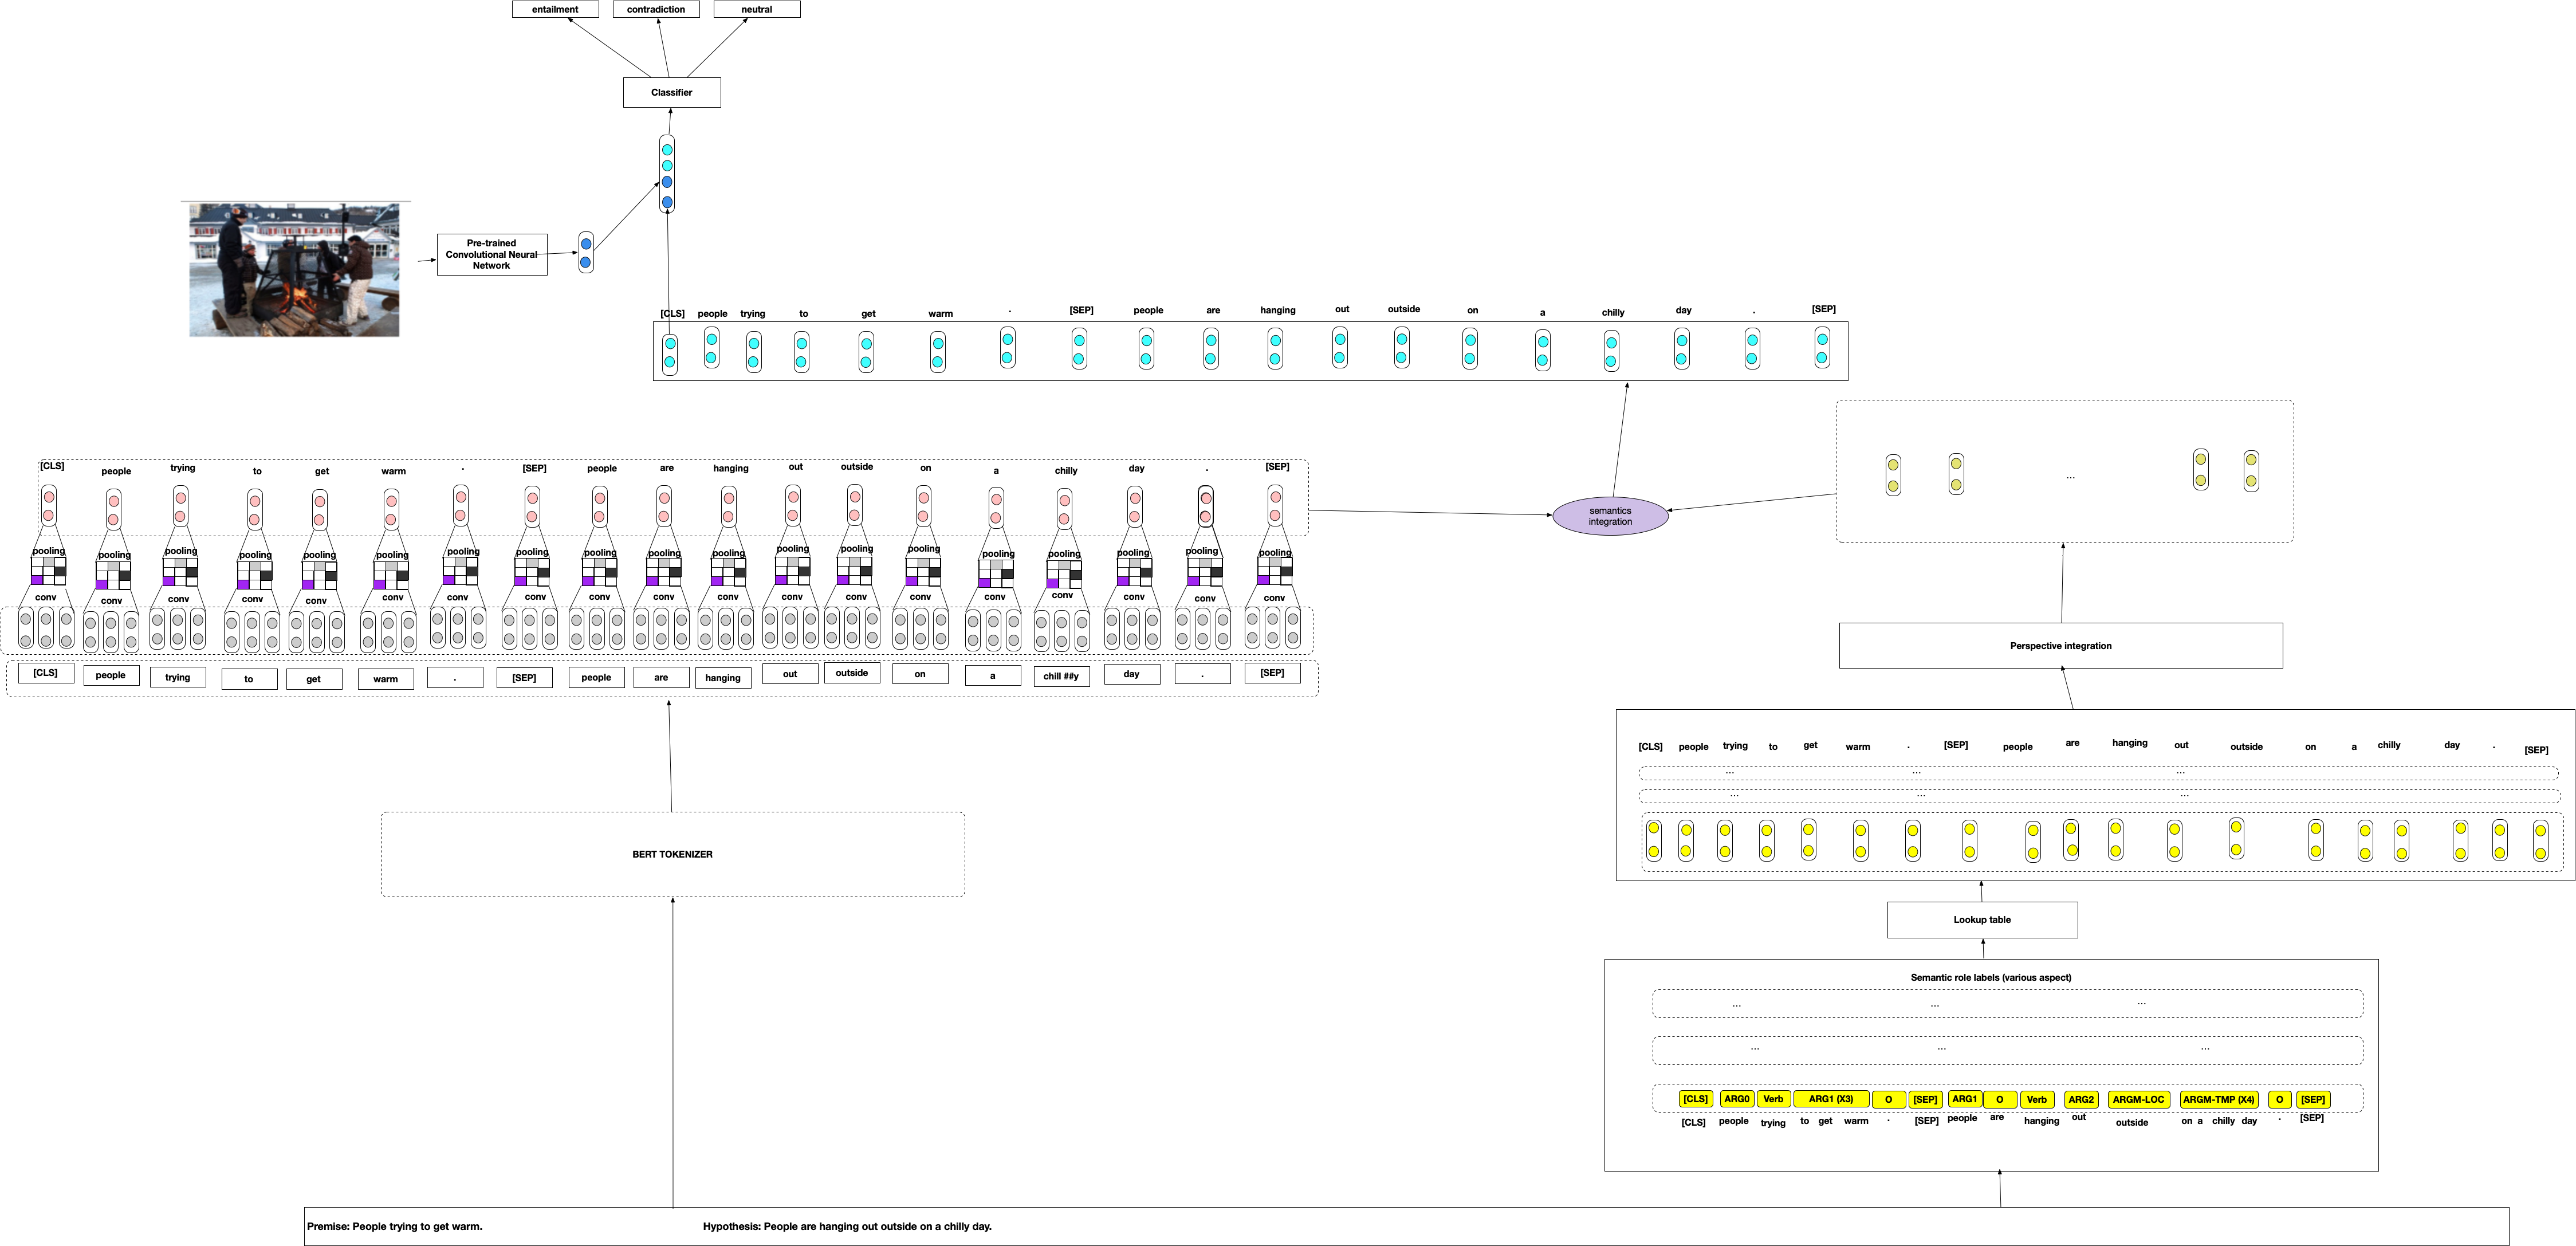 entailment contradiction neutral
Classifier
Pre-trained
Convolutional Neural
Network
[CLS] people trying to get warm . [SEP] people are hanging out outside on a chilly day . [SEP]
[CLS] people trying to get warm . [SEP] people are hanging out outside on a chilly day . [SEP]
...
semantics
integration
pooling pooling pooling pooling pooling pooling pooling pooling pooling pooling pooling pooling pooling pooling pooling pooling pooling pooling pooling
conv conv conv conv conv conv conv conv conv conv conv conv conv conv conv conv conv conv conv
[CLS] people trying to get warm . [SEP] people are hanging out outside on a chill ##y day . [SEP]
Perspective integration
[CLS] people trying to get warm . [SEP] people are hanging out outside on a chilly day . [SEP]
... ... ...
... ... ...
BERT TOKENIZER
Lookup table
Semantic role labels (various aspect)
... ... ...
... ... ...
[CLS] ARG0 Verb ARG1 (X3) O [SEP] ARG1 O Verb ARG2 ARGM-LOC ARGM-TMP (X4) O [SEP]
[CLS] people trying to get warm . [SEP] people are hanging out outside on a chilly day . [SEP]
Premise: People trying to get warm. Hypothesis: People are hanging out outside on a chilly day.